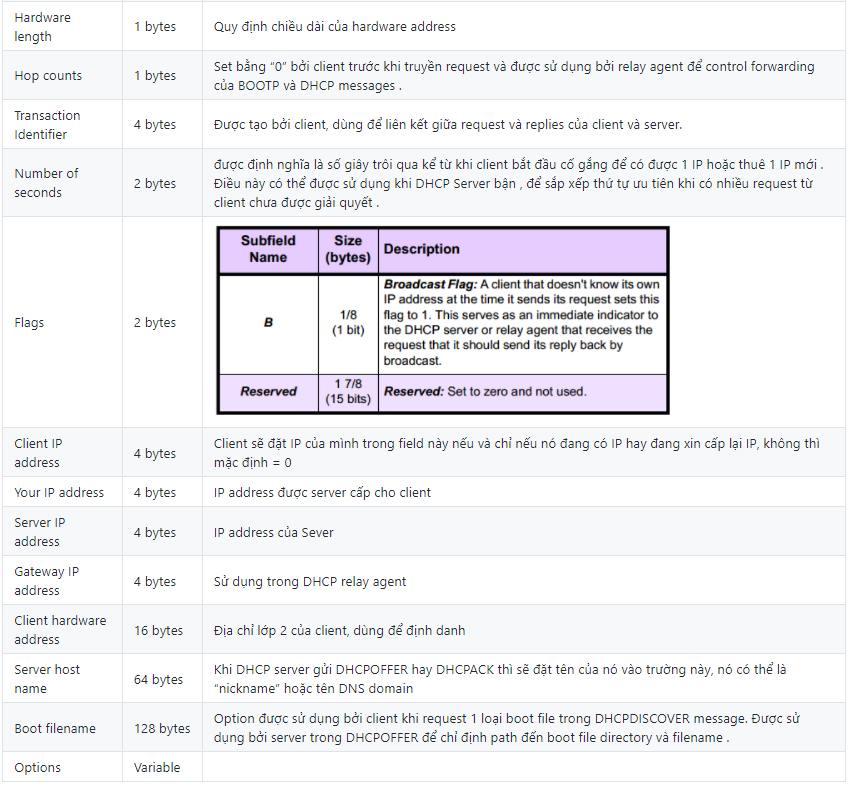 Hardware
length
1 bytes
Quy định chiều dài của hardware address
Hop counts
1 bytes
Set bằng “0” bởi client trước khi truyền request và được sử dụng bởi relay agent để control forwarding
của BOOTP và DHCP messages .
Transaction
Identifier
4 bytes
Được tạo bởi client, dùng để liên kết giữa request và replies của client và server.
Number of
seconds
2 bytes
được định nghĩa là số giây trôi qua kể từ khi client bắt đầu cố gắng để có được 1 IP hoặc thuê 1 IP mới .
Điều này có thể được sử dụng khi DHCP Server bận , để sắp xếp thứ tự ưu tiên khi có nhiều request từ
client chưa được giải quyết .
Flags
2 bytes
Subfield
Name
Size
(bytes)
Description
B
1/8
(1 bit)
Broadcast Flag: A client that doesn't know its own
IP address at the time it sends its request sets this
flag to 1. This serves as an immediate indicator to
the DHCP server or relay agent that receives the
request that it should send its reply back by
broadcast.
Reserved
1 7/8
(15 bits)
Reserved: Set to zero and not used.
Client IP
address
4 bytes
Client sẽ đặt IP của mình trong field này nếu và chỉ nếu nó đang có IP hay đang xin cấp lại IP, không thì
mặc định = 0
Your IP address
4 bytes
IP address được server cấp cho client
Server IP
address
4 bytes
IP address của Sever
Gateway IP
address
4 bytes
Sử dụng trong DHCP relay agent
Client hardware
address
16 bytes
Địa chỉ lớp 2 của client, dùng để định danh
Server host
name
64 bytes
Khi DHCP server gửi DHCPOFFER hay DHCPACK thì sẽ đặt tên của nó vào trường này, nó có thể là
“nickname” hoặc tên DNS domain
Boot filename
128 bytes
Option được sử dụng bởi client khi request 1 loại boot file trong DHCPDISCOVER message. Được sử
dụng bởi server trong DHCPOFFER để chỉ định path đến boot file directory và filename .
Options
Variable